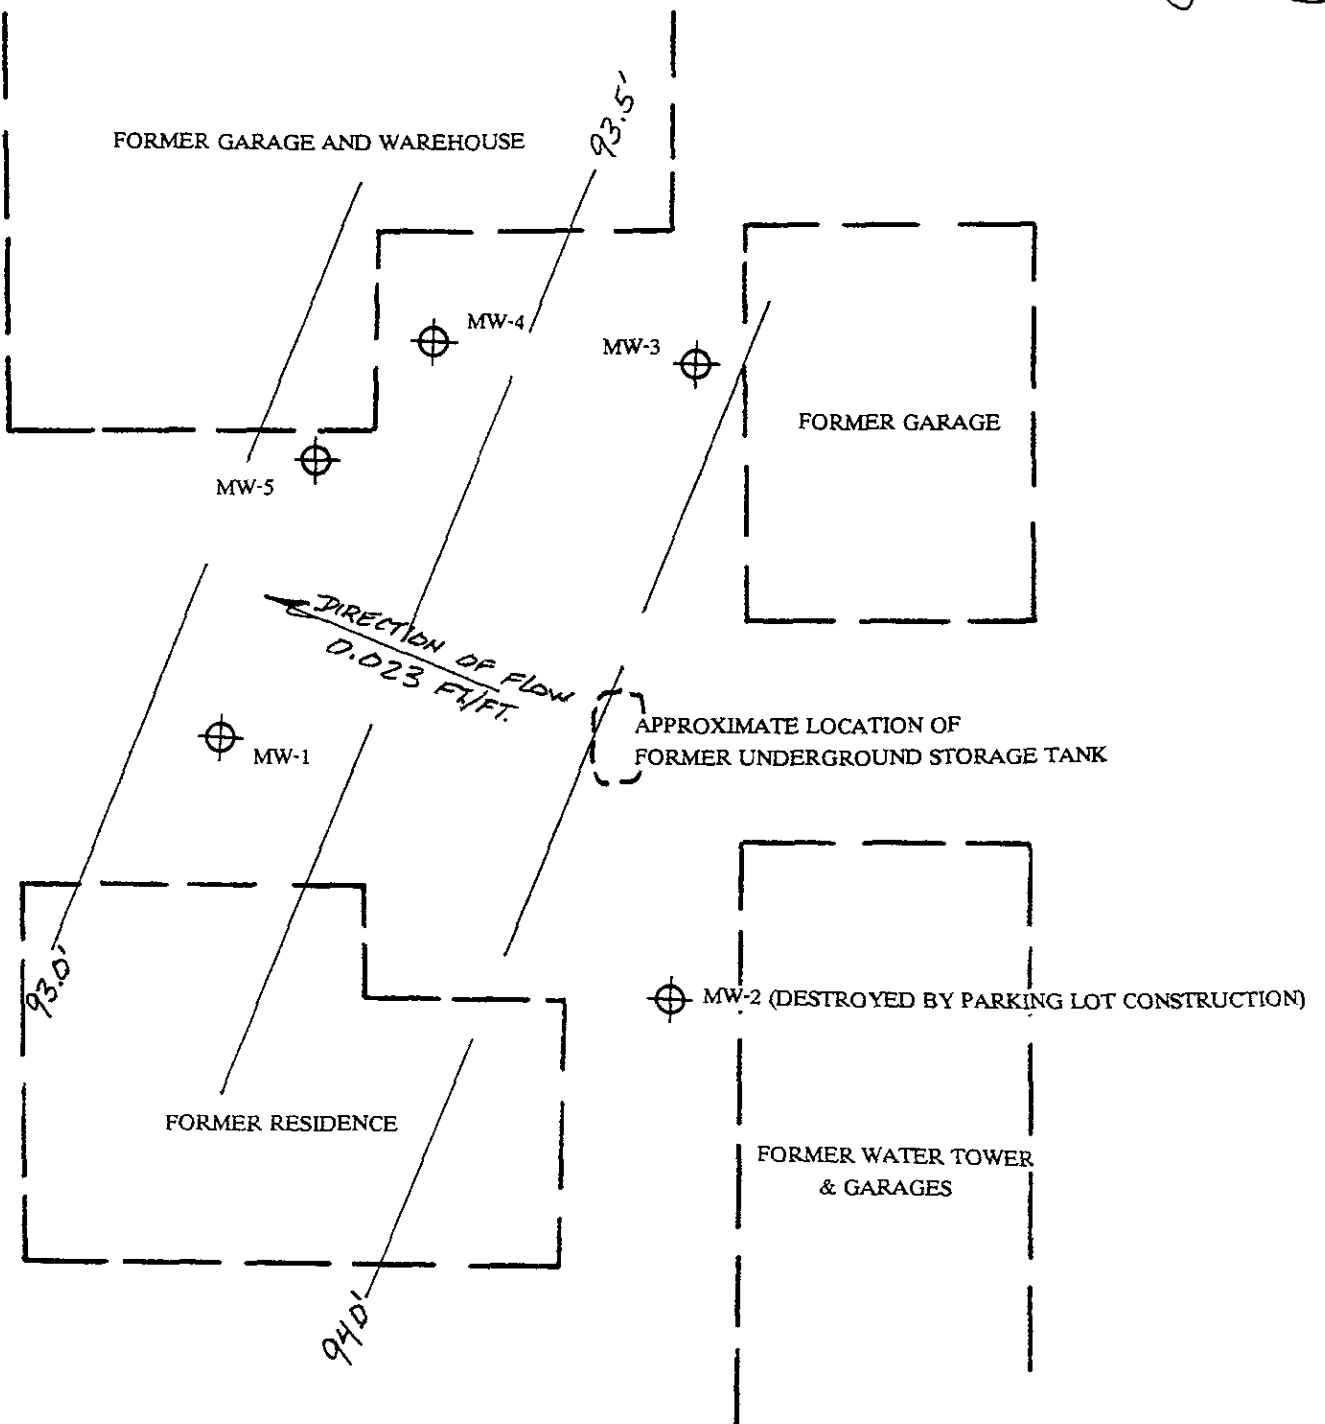 93.5'
FORMER GARAGE AND WAREHOUSE
MW-4
MW-3
FORMER GARAGE
MW-5
DIRECTION OF FLOW
0.023 FT/FT.
APPROXIMATE LOCATION OF
FORMER UNDERGROUND STORAGE TANK
MW-1
93.0'
MW-2 (DESTROYED BY PARKING LOT CONSTRUCTION)
FORMER RESIDENCE
FORMER WATER TOWER
& GARAGES
94.0'